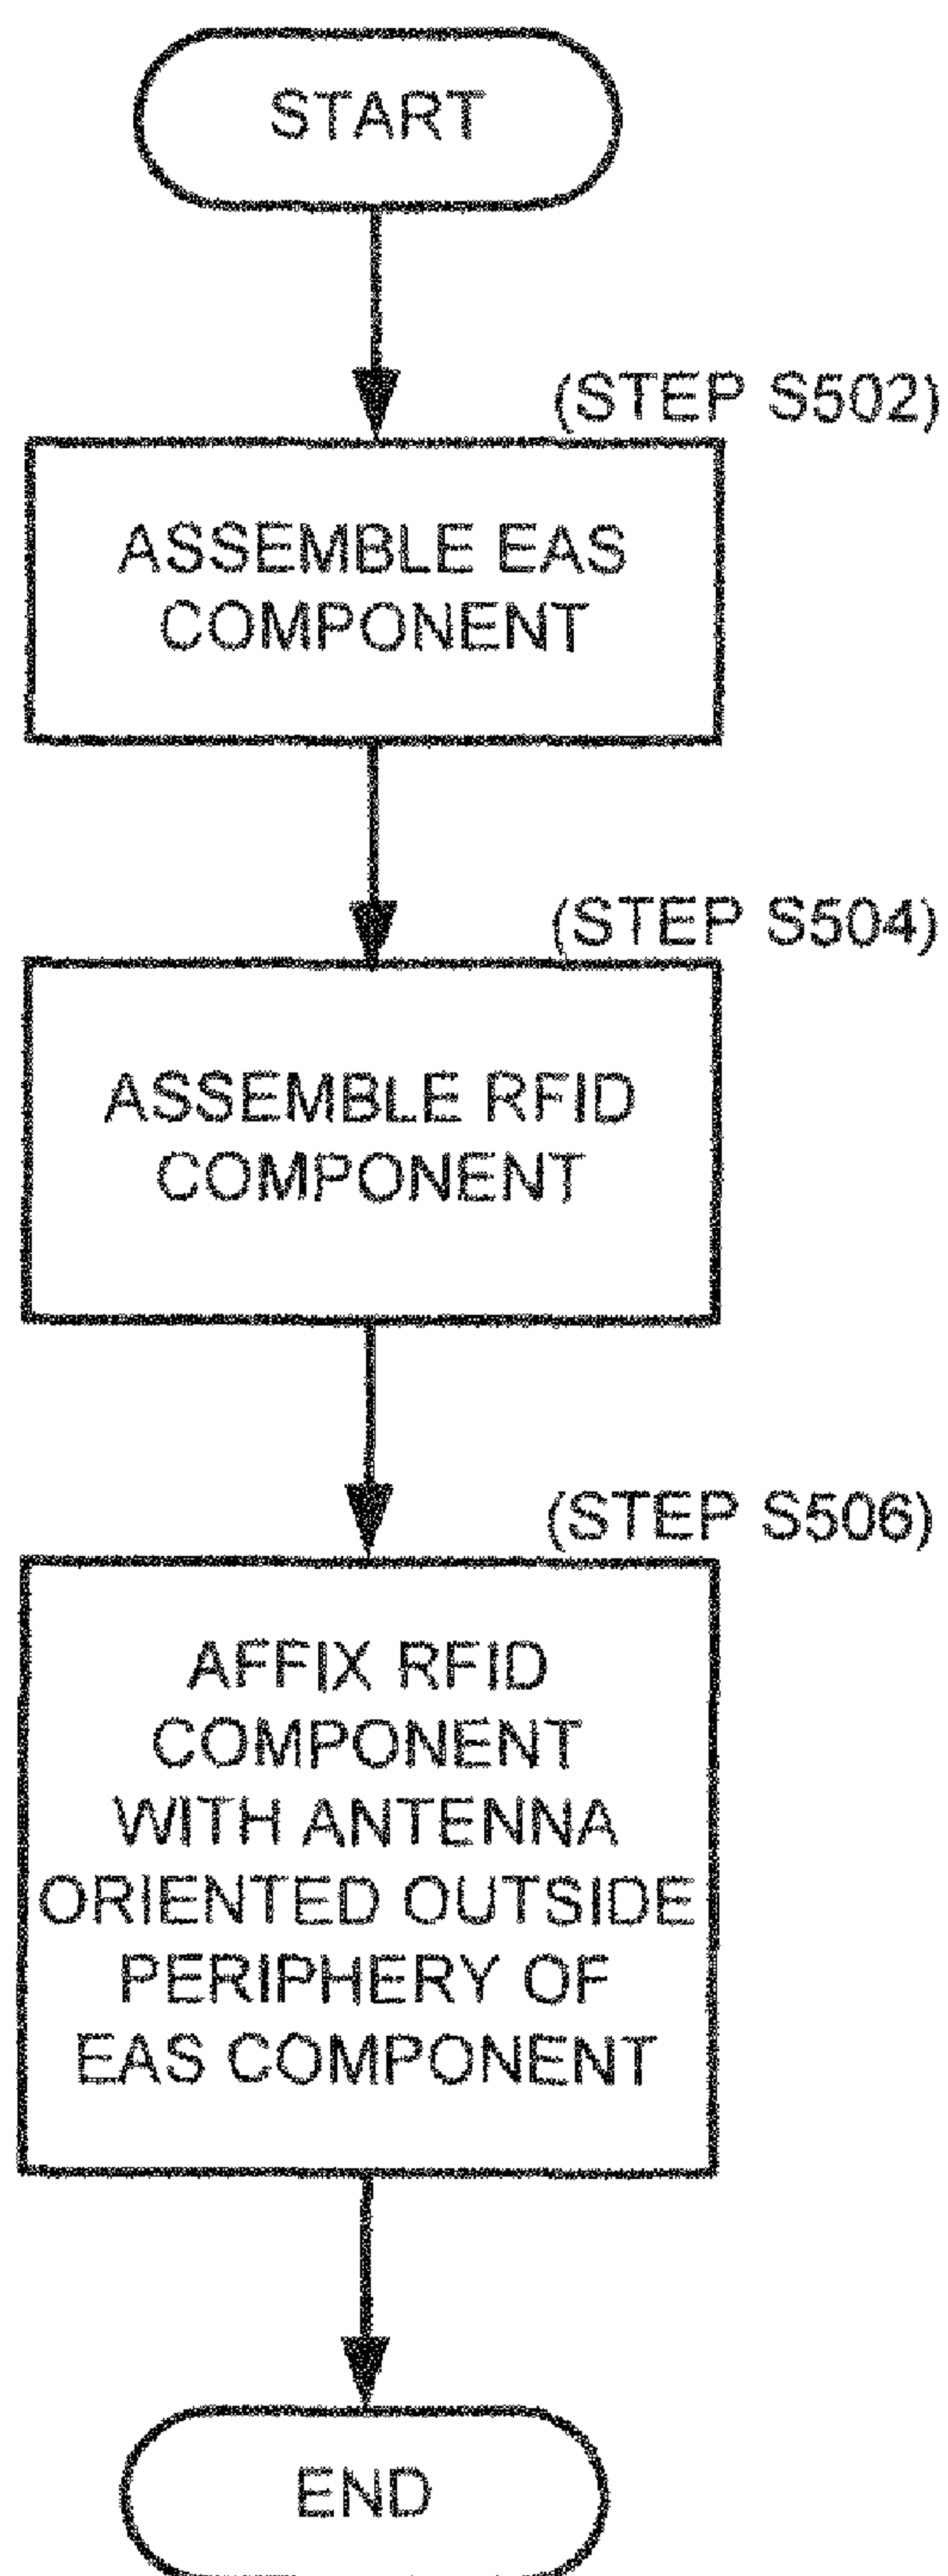 START
(STEP S502)
ASSEMBLE EAS
COMPONENT
(STEP S504)
ASSEMBLE RFID
COMPONENT
(STEP S506)
AFFIX RFID
COMPONENT
WITH ANTENNA
ORIENTED OUTSIDE
PERIPHERY OF
EAS COMPONENT
END